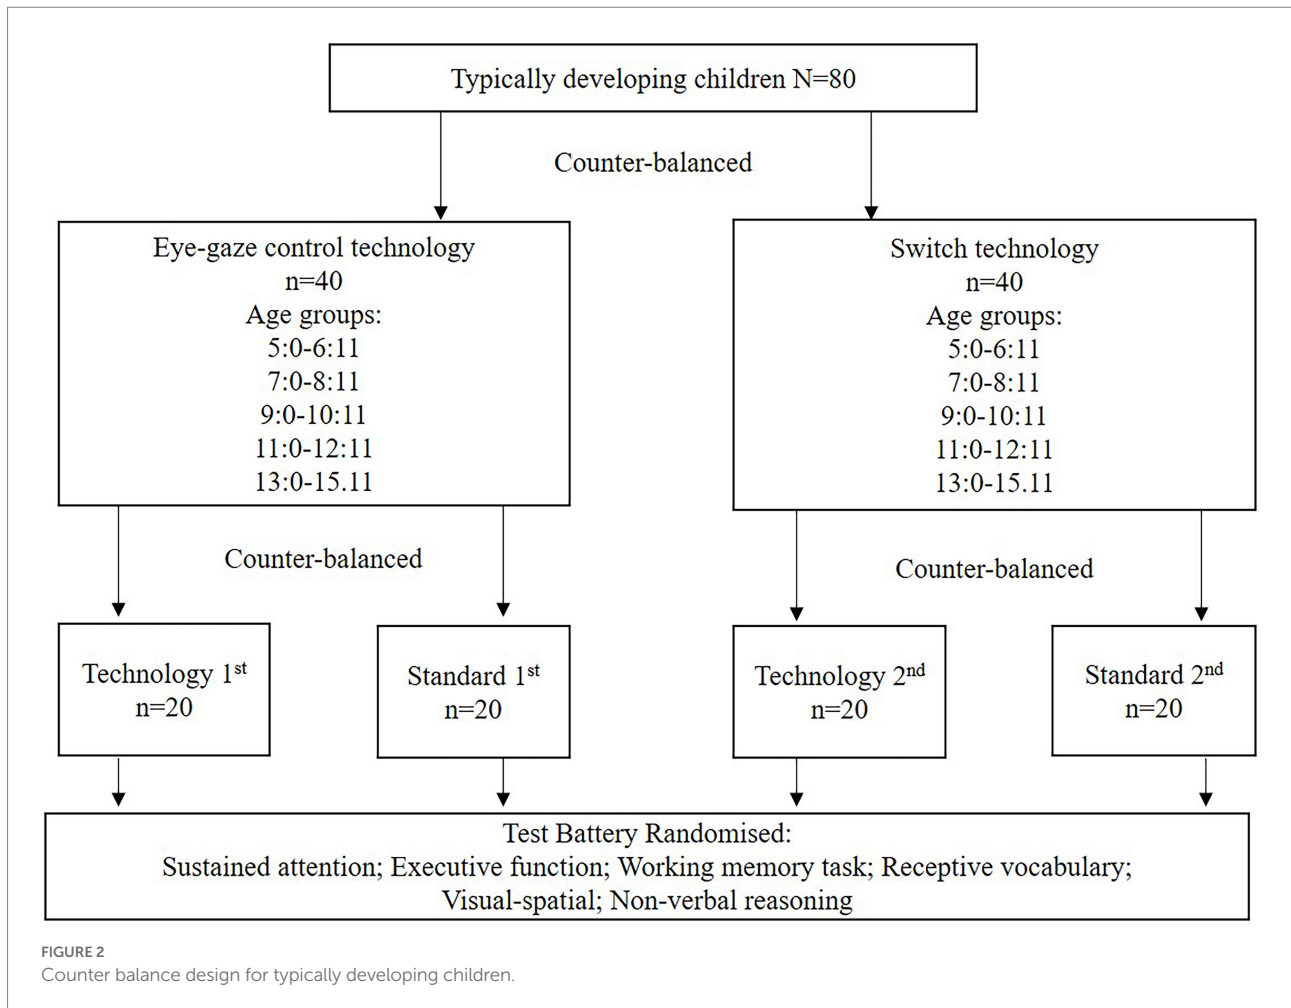 Typically developing children N=80
Counter-balanced
Eye-gaze control technology
n=40
Age groups:
5:0-6:11
7:0-8:11
9:0-10:11
11:0-12:11
13:0-15.11
Switch technology
n=40
Age groups:
5:0-6:11
7:0-8:11
9:0-10:11
11:0-12:11
13:0-15.11
Counter-balanced
Counter-balanced
Technology 1st
n=20
Standard 1st
n=20
Technology 2nd
n=20
Standard 2nd
n=20
Test Battery Randomised:
Sustained attention; Executive function; Working memory task; Receptive vocabulary;
Visual-spatial; Non-verbal reasoning
FIGURE 2
Counter balance design for typically developing children.